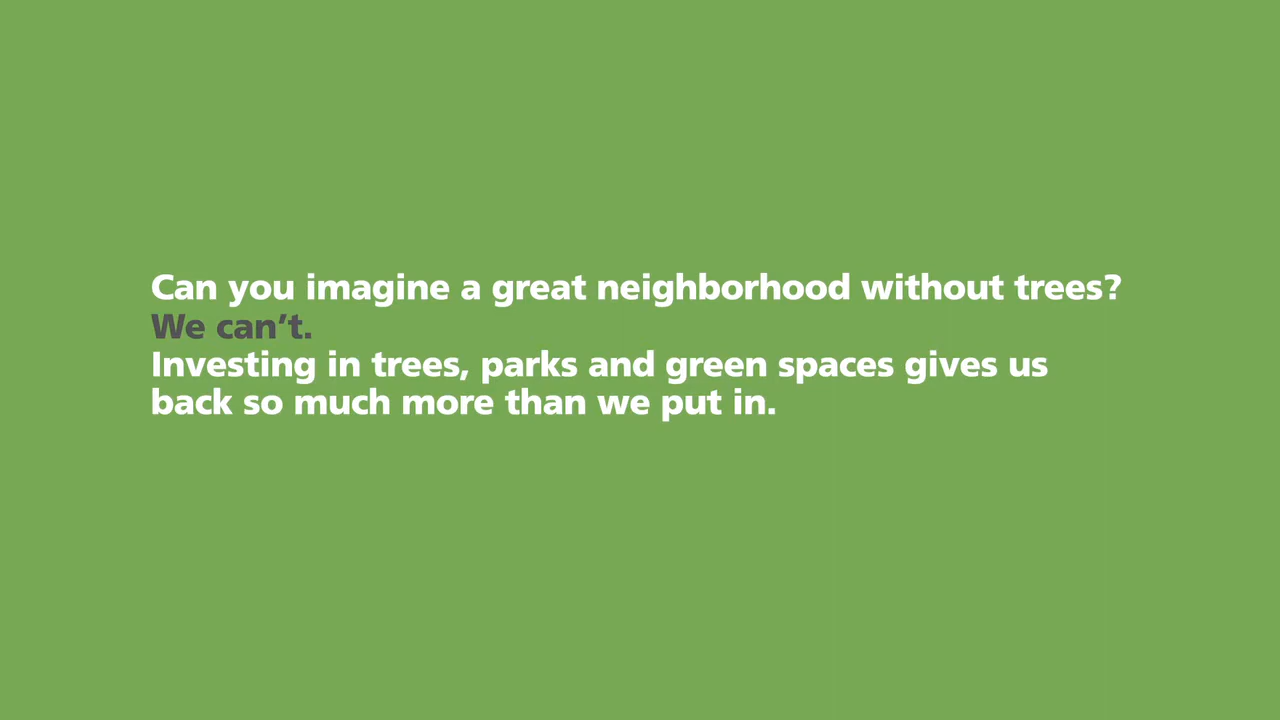 Can you imagine a great neighborhood without trees?
We can’t.
Investing in trees, parks and green spaces gives us
back so much more than we put in.